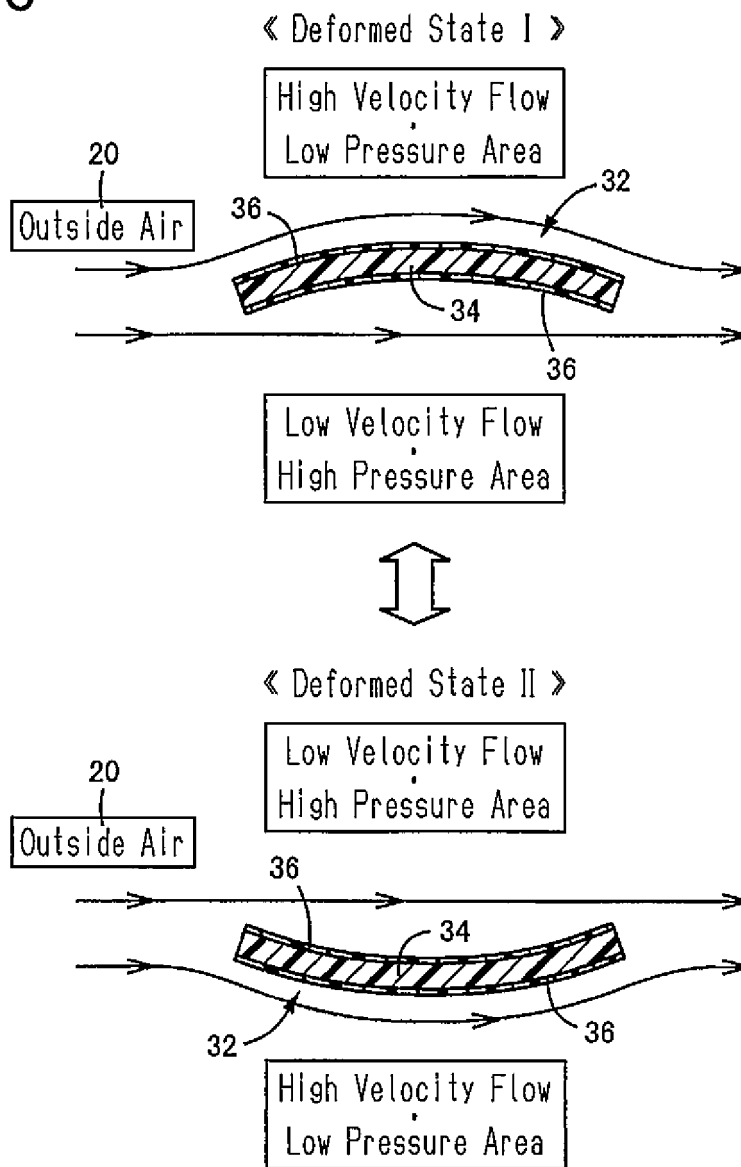 《 Deformed State I 》
High Velocity Flow
·
Low Pressure Area
20
32
Outside Air
36
34
36
Low Velocity Flow
·
High Pressure Area
《 Deformed State II 》
Low Velocity Flow
·
High Pressure Area
20
Outside Air
36
34
32
36
High Velocity Flow
·
Low Pressure Area